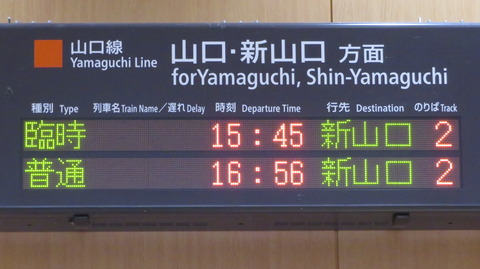 山口線 山口・新山口 方面
Yamaguchi Line forYamaguchi, Shin-Yamaguchi
種別 Type 列車名 Train Name／遅れ Delay 時刻 Departure Time 行先 Destination のりば Track
臨時 15:45 新山口 2
普通 16:56 新山口 2